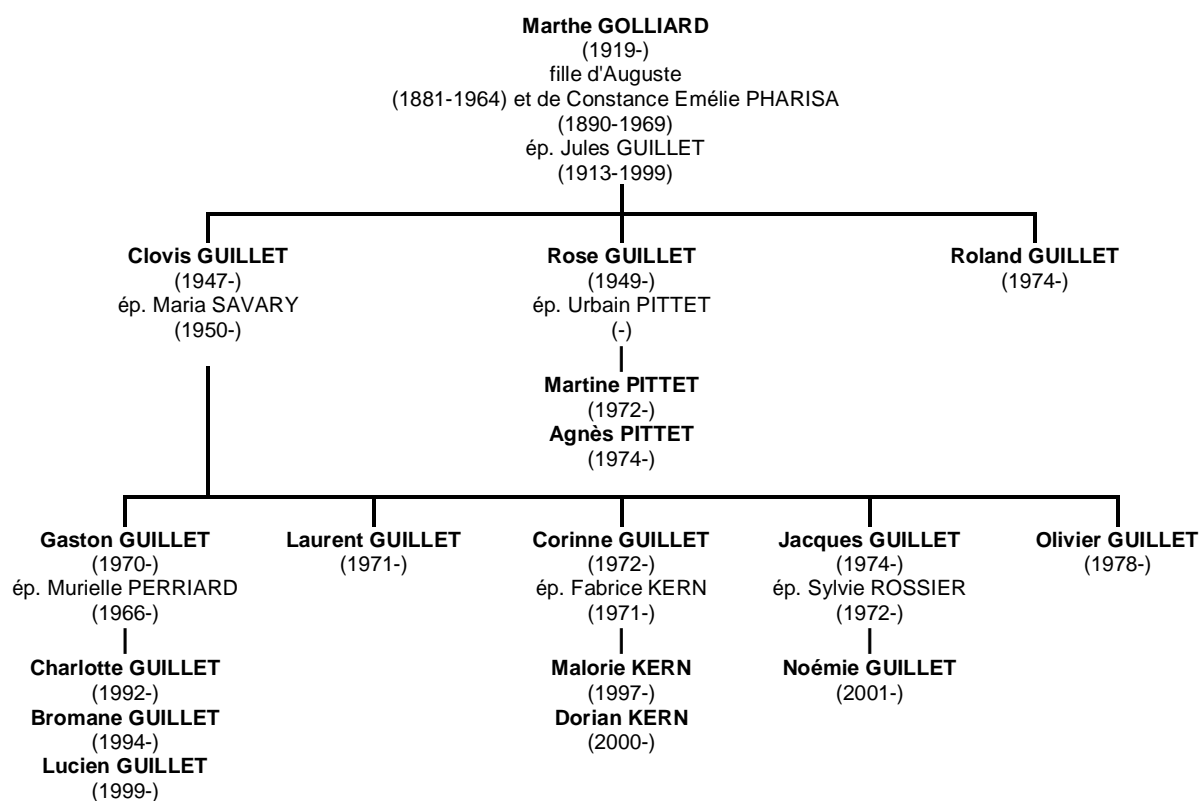 Marthe GOLLIARD
(1919-)
fille d'Auguste
(1881-1964) et de Constance Emélie PHARISA
(1890-1969)
ép. Jules GUILLET
(1913-1999)
Clovis GUILLET
(1947-)
ép. Maria SAVARY
(1950-)
Rose GUILLET
(1949-)
ép. Urbain PITTET
(-)
Martine PITTET
(1972-)
Agnès PITTET
(1974-)
Roland GUILLET
(1974-)
Gaston GUILLET
(1970-)
ép. Murielle PERRIARD
(1966-)
Charlotte GUILLET
(1992-)
Bromane GUILLET
(1994-)
Lucien GUILLET
(1999-)
Laurent GUILLET
(1971-)
Corinne GUILLET
(1972-)
ép. Fabrice KERN
(1971-)
Malorie KERN
(1997-)
Dorian KERN
(2000-)
Jacques GUILLET
(1974-)
ép. Sylvie ROSSIER
(1972-)
Noémie GUILLET
(2001-)
Olivier GUILLET
(1978-)